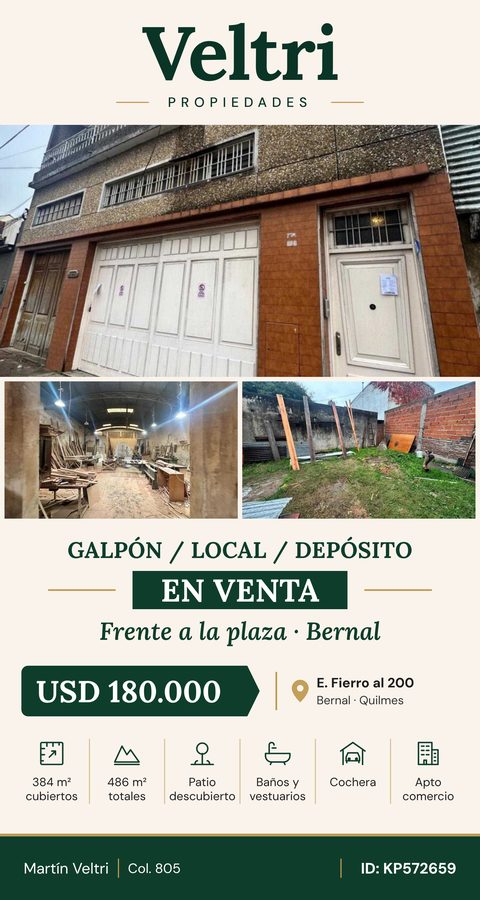 Veltri
PROPIEDADES
GALPÓN / LOCAL / DEPÓSITO
EN VENTA
Frente a la plaza · Bernal
USD 180.000
E. Fierro al 200
Bernal · Quilmes
384 m²
cubiertos
486 m²
totales
Patio
descubierto
Baños y
vestuarios
Cochera
Apto
comercio
Martín Veltri
Col. 805
ID: KP572659